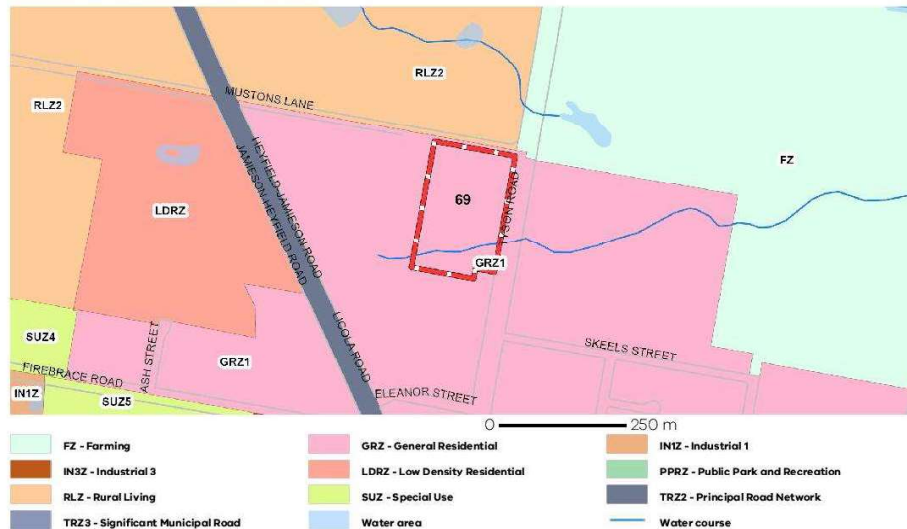 RLZ2
RLZ2
MUSTONS LANE
FZ
HEYFIELD-JAMIESON ROAD
JAMIESON-HEYFIELD ROAD
69
TYSON ROAD
LDRZ
GRZ1
SUZ4
ASH STREET
GRZ1
LICOLA ROAD
SKEELS STREET
FIREBRACE ROAD
IN1Z
SUZ5
ELEANOR STREET
0 250 m
FZ - Farming
GRZ - General Residential
IN1Z - Industrial 1
IN3Z - Industrial 3
LDRZ - Low Density Residential
PPRZ - Public Park and Recreation
RLZ - Rural Living
SUZ - Special Use
TRZ2 - Principal Road Network
TRZ3 - Significant Municipal Road
Water area
Water course